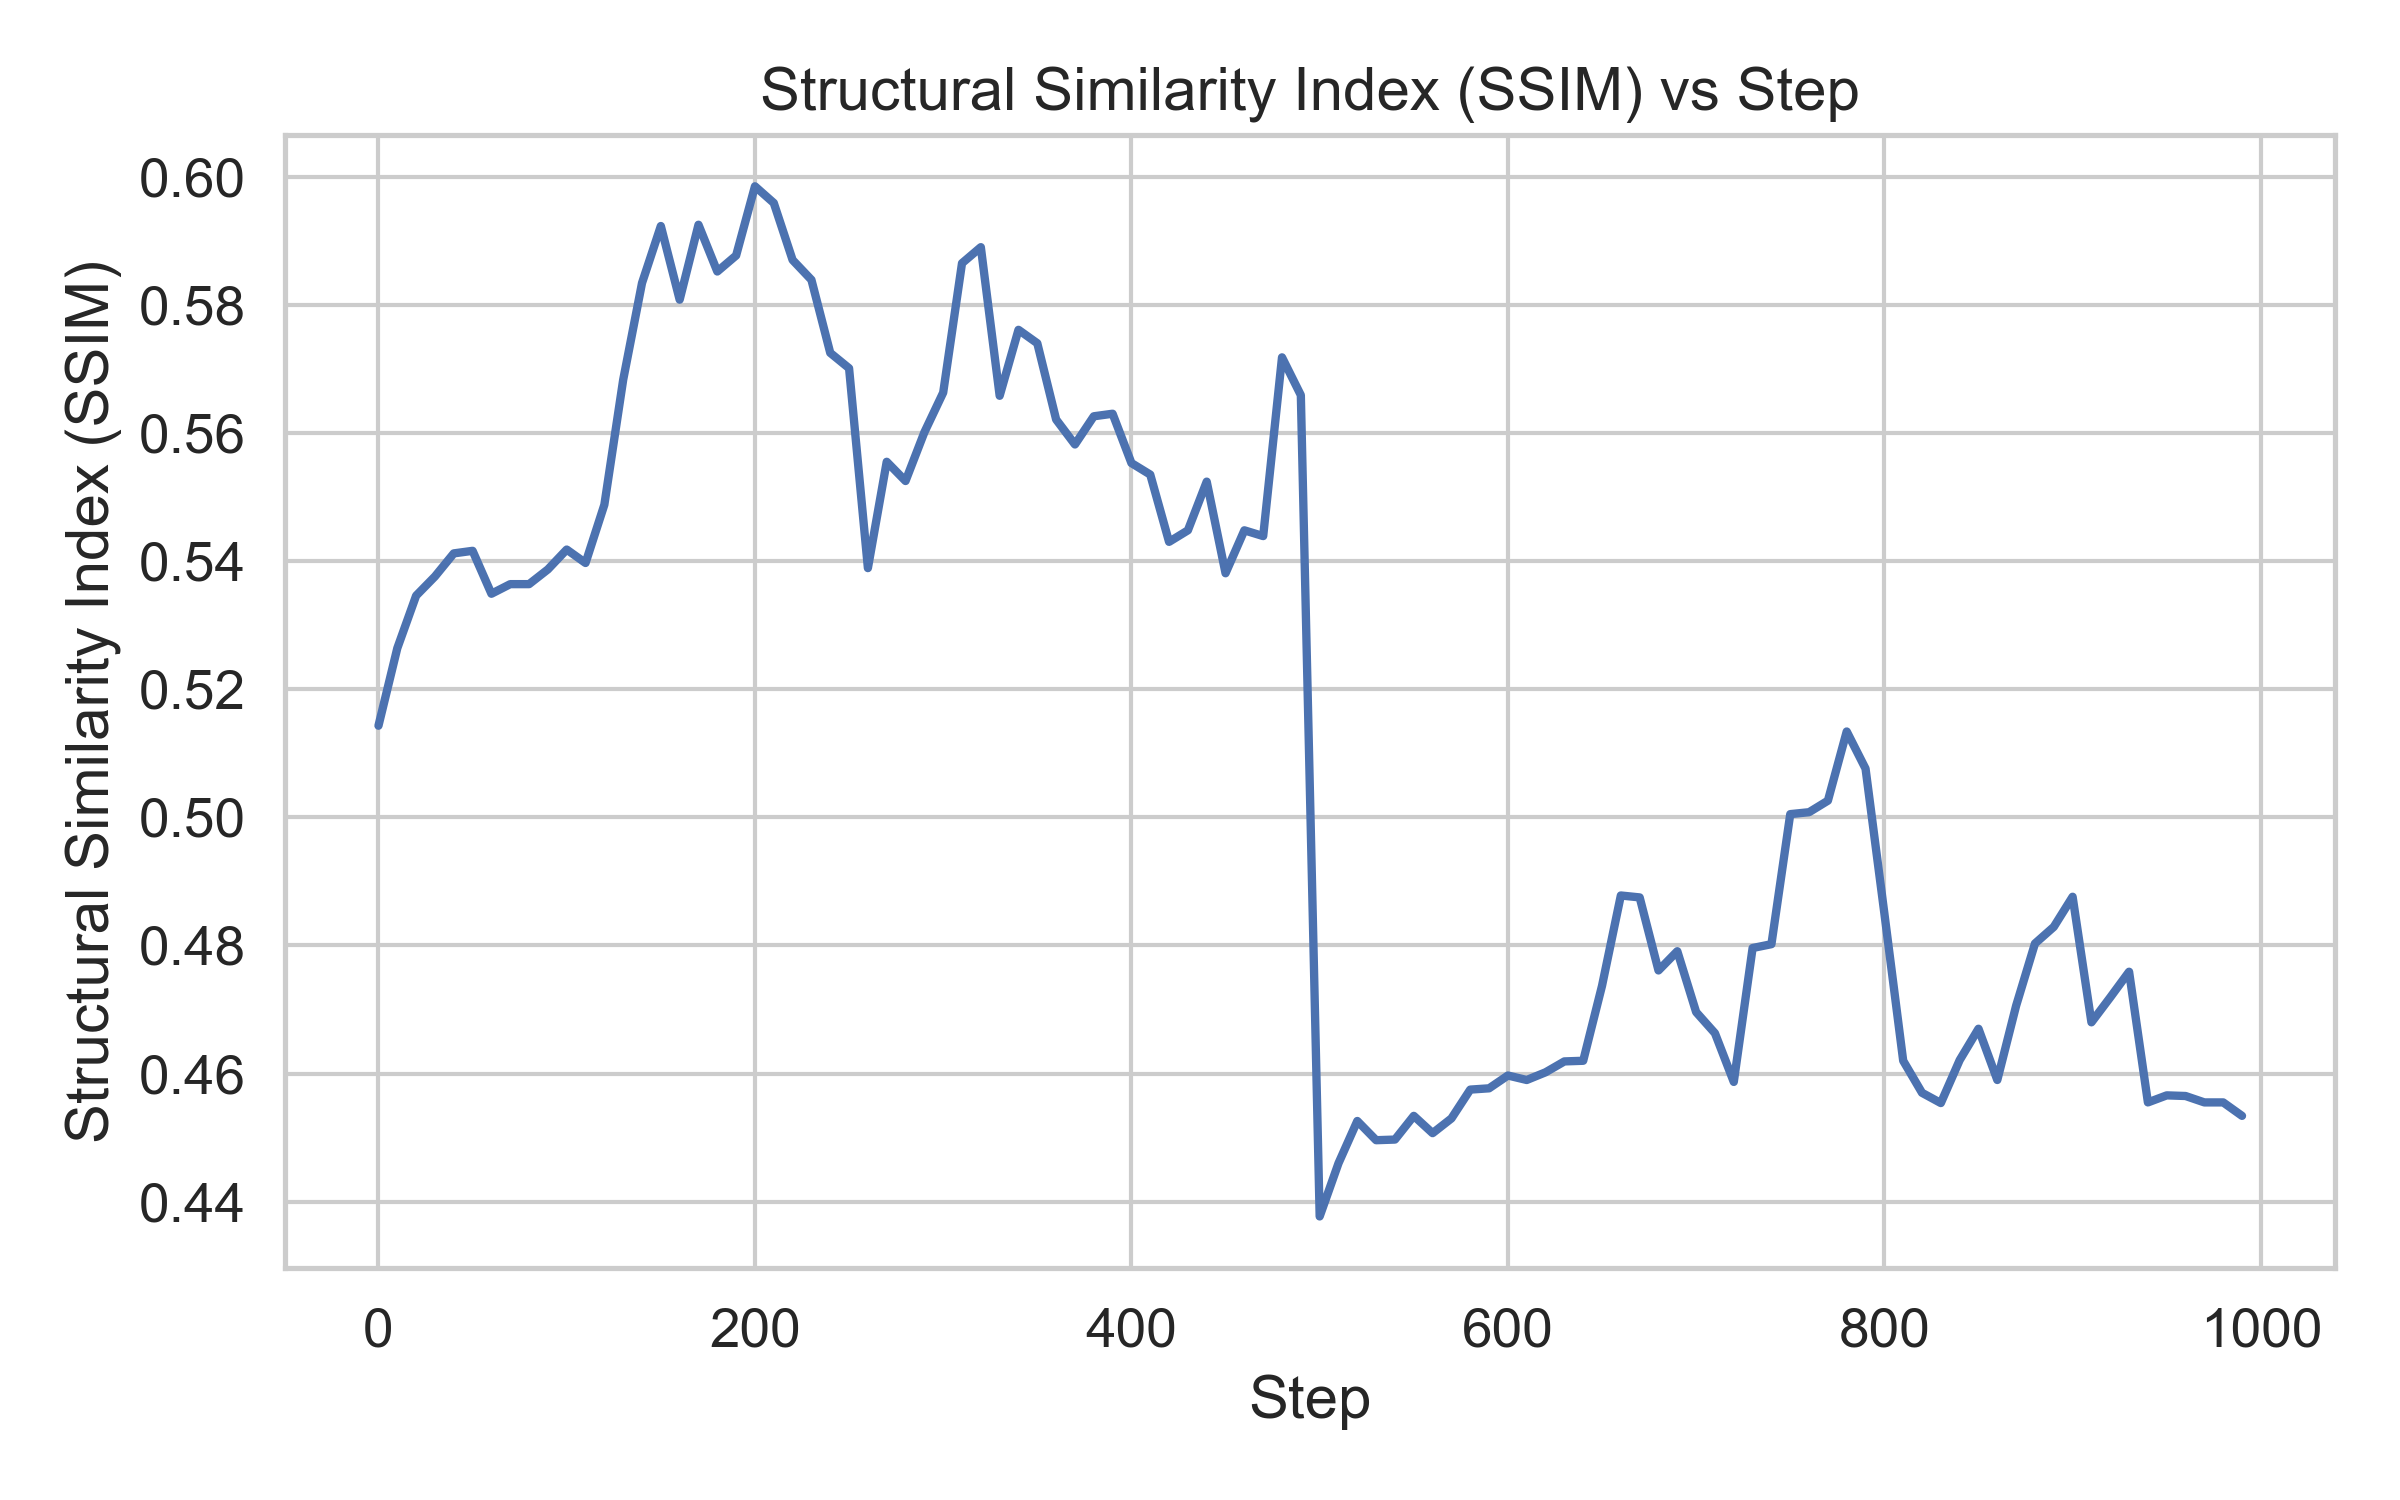 Structural Similarity Index (SSIM) vs Step
Structural Similarity Index (SSIM)
0.60
0.58
0.56
0.54
0.52
0.50
0.48
0.46
0.44
0 200 400 600 800 1000
Step